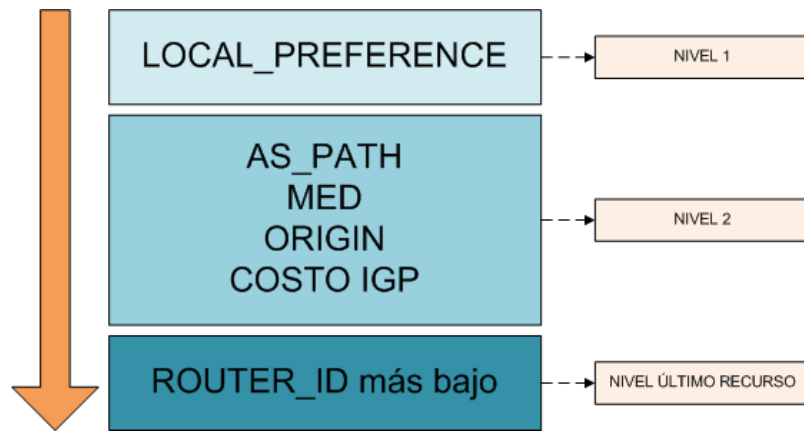 LOCAL_PREFERENCE
NIVEL 1
AS_PATH
MED
ORIGIN
COSTO IGP
NIVEL 2
ROUTER_ID más bajo
NIVEL ÚLTIMO RECURSO